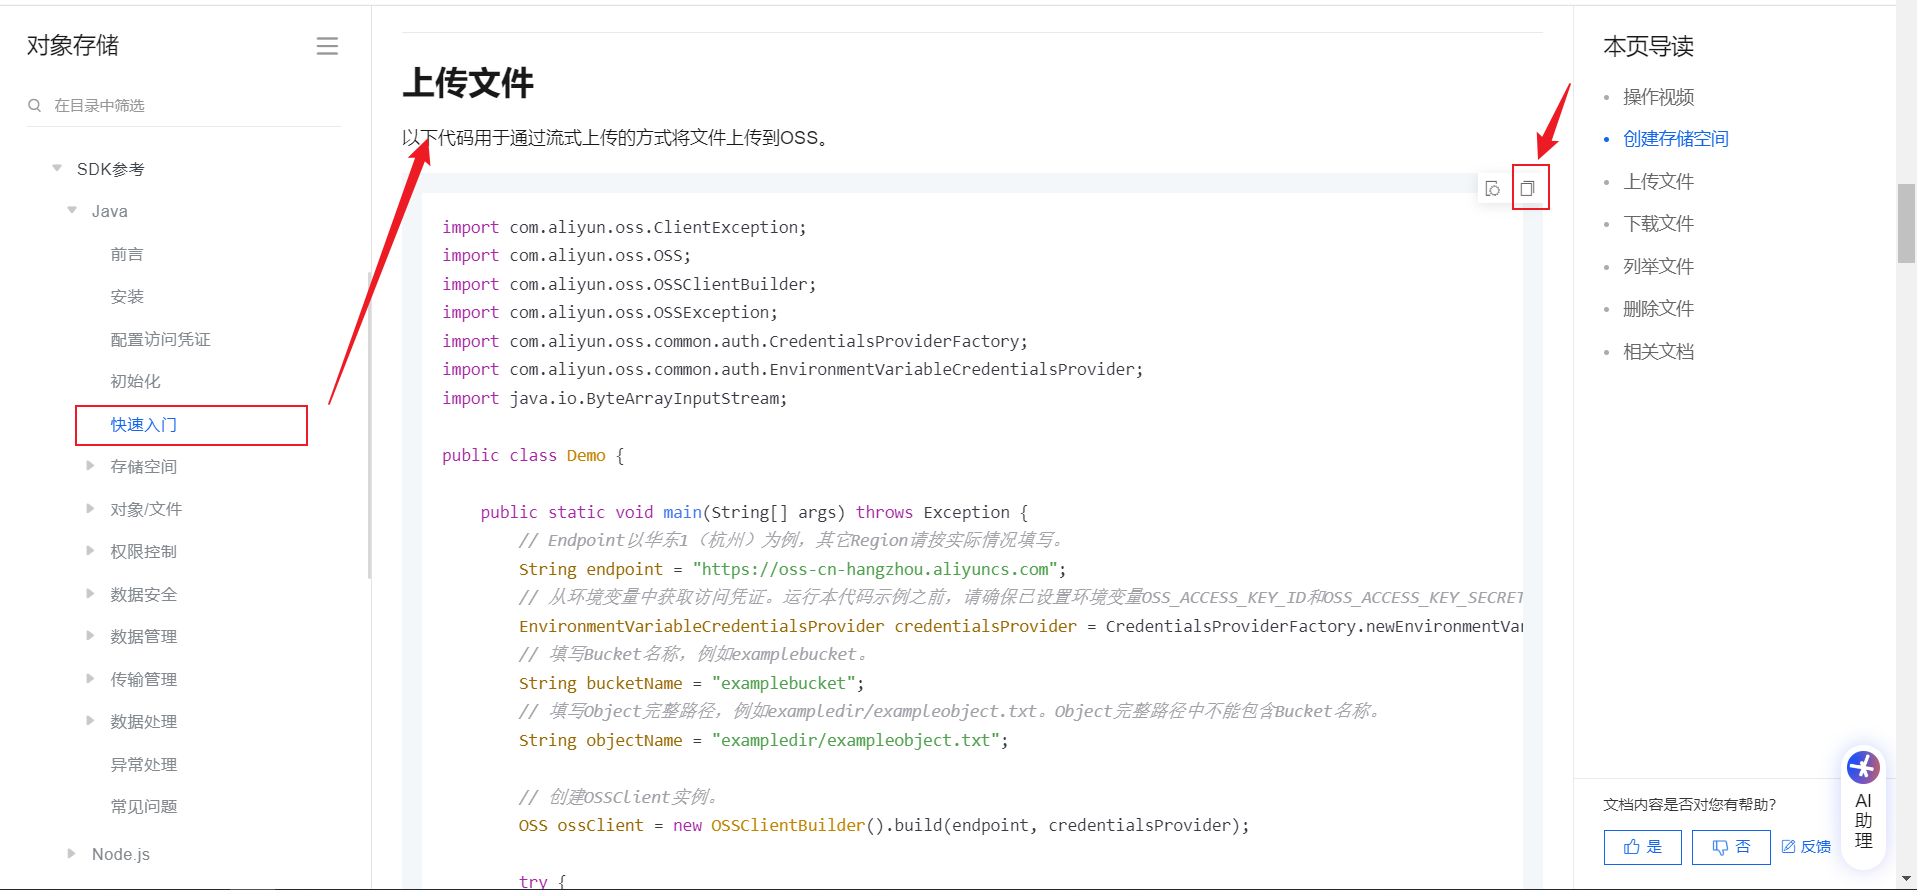 对象存储
在目录中筛选
SDK参考
Java
前言
安装
配置访问凭证
初始化
快速入门
存储空间
对象/文件
权限控制
数据安全
数据管理
传输管理
数据处理
异常处理
常见问题
Node.js
上传文件
以下代码用于通过流式上传的方式将文件上传到OSS。
import com.aliyun.oss.ClientException;
import com.aliyun.oss.OSS;
import com.aliyun.oss.OSSClientBuilder;
import com.aliyun.oss.OSSException;
import com.aliyun.oss.common.auth.CredentialsProviderFactory;
import com.aliyun.oss.common.auth.EnvironmentVariableCredentialsProvider;
import java.io.ByteArrayInputStream;
public class Demo {
public static void main(String[] args) throws Exception {
// Endpoint以华东1（杭州）为例，其它Region请按实际情况填写。
String endpoint = "https://oss-cn-hangzhou.aliyuncs.com";
// 从环境变量中获取访问凭证。运行本代码示例之前，请确保已设置环境变量OSS_ACCESS_KEY_ID和OSS_ACCESS_KEY_SECRET
EnvironmentVariableCredentialsProvider credentialsProvider = CredentialsProviderFactory.newEnvironmentVar
// 填写Bucket名称，例如examplebucket。
String bucketName = "examplebucket";
// 填写Object完整路径，例如exampledir/exampleobject.txt。Object完整路径中不能包含Bucket名称。
String objectName = "exampledir/exampleobject.txt";
// 创建OSSClient实例。
OSS ossClient = new OSSClientBuilder().build(endpoint, credentialsProvider);
try {
本页导读
操作视频
创建存储空间
上传文件
下载文件
列举文件
删除文件
相关文档
文档内容是否对您有帮助？
是
否
反馈
AI
助
理